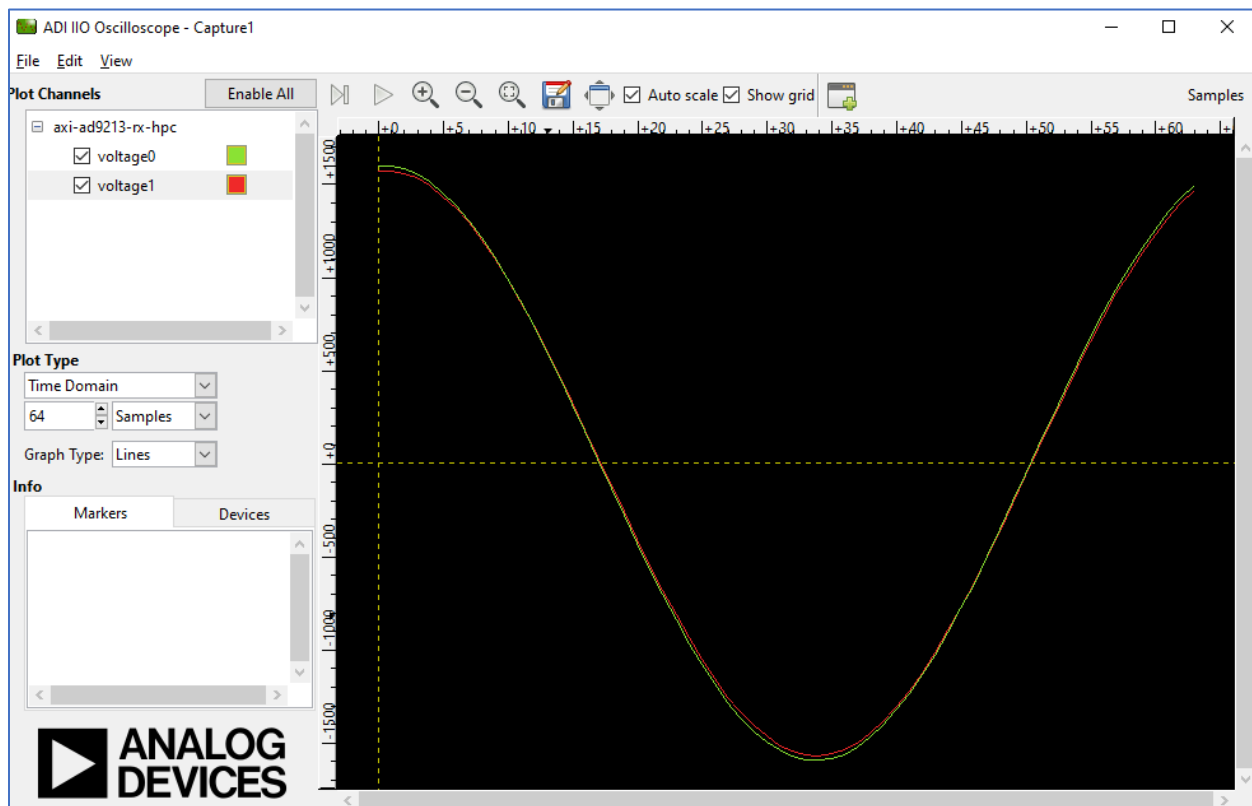 ADI IIO Oscilloscope - Capture1
File Edit View
Plot Channels Enable All Auto scale Show grid Samples
axi-ad9213-rx-hpc
voltage0
voltage1
+0 +5 +10 +15 +20 +25 +30 +35 +40 +45 +50 +55 +60
+1500
+1000
+500
+0
-500
-1000
-1500
Plot Type
Time Domain
64 Samples
Graph Type: Lines
Info
Markers Devices
ANALOG
DEVICES